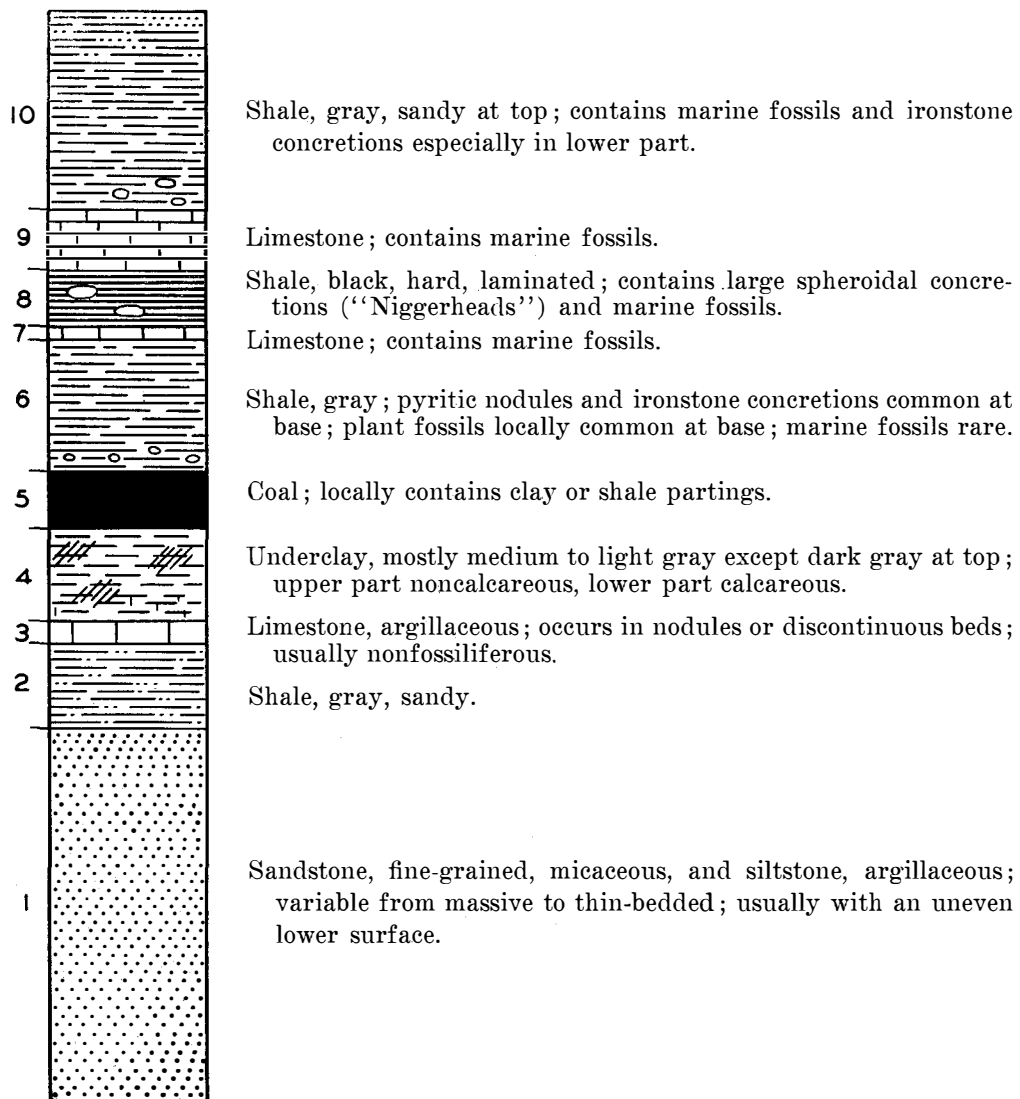 10
Shale, gray, sandy at top; contains marine fossils and ironstone
concretions especially in lower part.
9
Limestone; contains marine fossils.
8
Shale, black, hard, laminated; contains large spheroidal concre-
tions (“Niggerheads”) and marine fossils.
7
Limestone; contains marine fossils.
6
Shale, gray; pyritic nodules and ironstone concretions common at
base; plant fossils locally common at base; marine fossils rare.
5
Coal; locally contains clay or shale partings.
4
Underclay, mostly medium to light gray except dark gray at top;
upper part noncalcareous, lower part calcareous.
3
Limestone, argillaceous; occurs in nodules or discontinuous beds;
usually nonfossiliferous.
2
Shale, gray, sandy.
1
Sandstone, fine-grained, micaceous, and siltstone, argillaceous;
variable from massive to thin-bedded; usually with an uneven
lower surface.